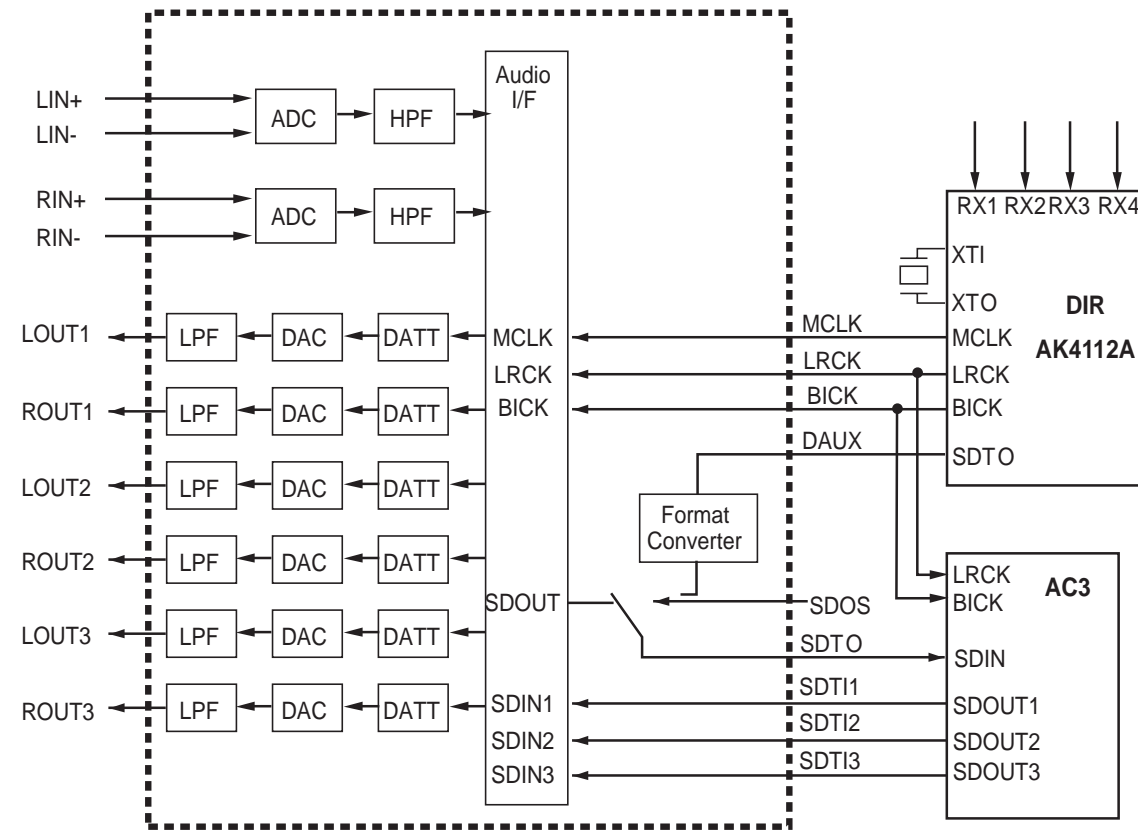 Audio
I/F
LIN+
LIN-
ADC
HPF
RIN+
RIN-
ADC
HPF
RX1 RX2 RX3 RX4
XTI
XTO
DIR
AK4112A
MCLK
LRCK
BICK
SDTO
LOUT1
LPF
DAC
DATT
MCLK
MCLK
LRCK
LRCK
ROUT1
LPF
DAC
DATT
BICK
BICK
DAUX
LOUT2
LPF
DAC
DATT
Format
Converter
ROUT2
LPF
DAC
DATT
LRCK
BICK
AC3
SDOUT
SDOS
LOUT3
LPF
DAC
DATT
SDTO
SDIN
ROUT3
LPF
DAC
DATT
SDIN1
SDTI1
SDOUT1
SDIN2
SDTI2
SDOUT2
SDIN3
SDTI3
SDOUT3